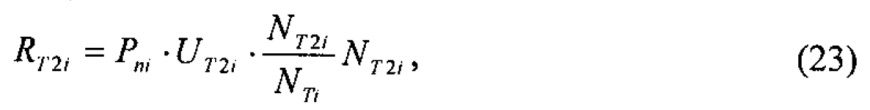 R_{T2i} = P_{ni} · U_{T2i} · \frac{N_{T2i}}{N_{Ti}} N_{T2i} , (23)